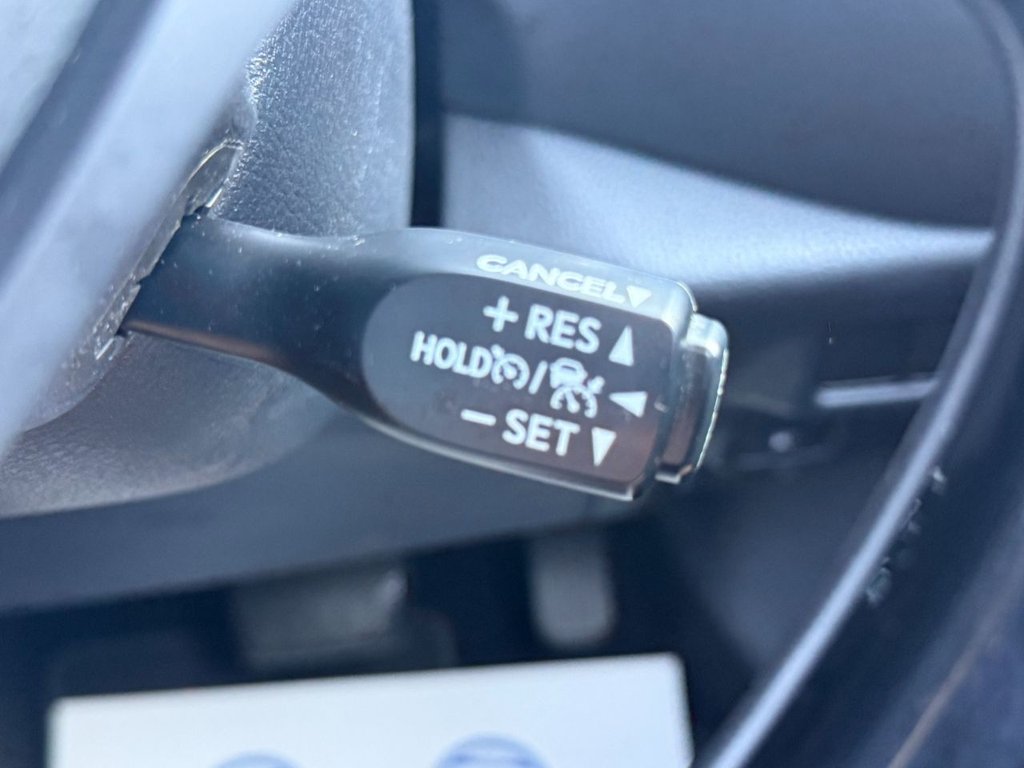 CANCEL▼
+ RES ▲
HOLD / ◀
− SET ▼